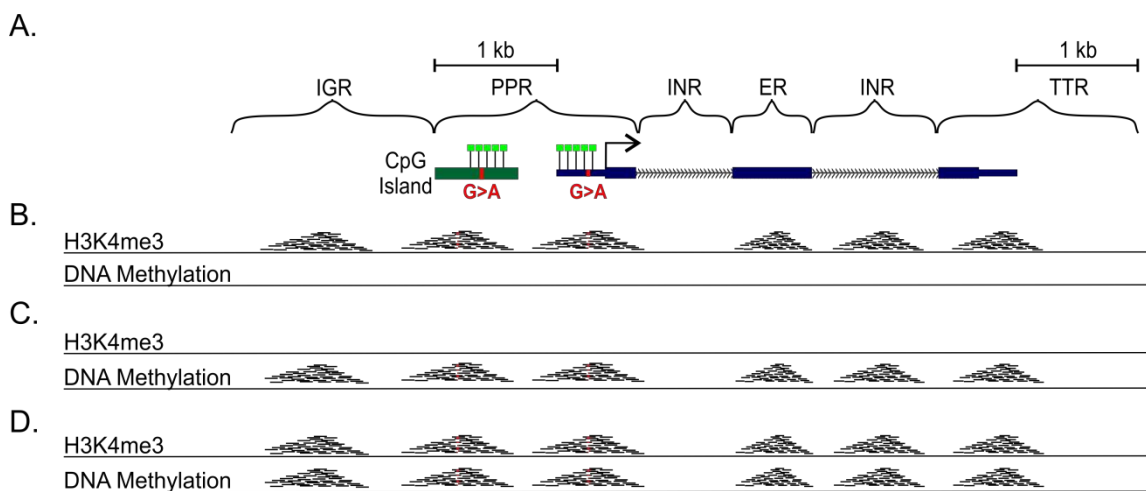 A.
1 kb 1 kb
IGR PPR INR ER INR TTR
CpG
Island
G>A G>A
B.
H3K4me3
DNA Methylation
C.
H3K4me3
DNA Methylation
D.
H3K4me3
DNA Methylation